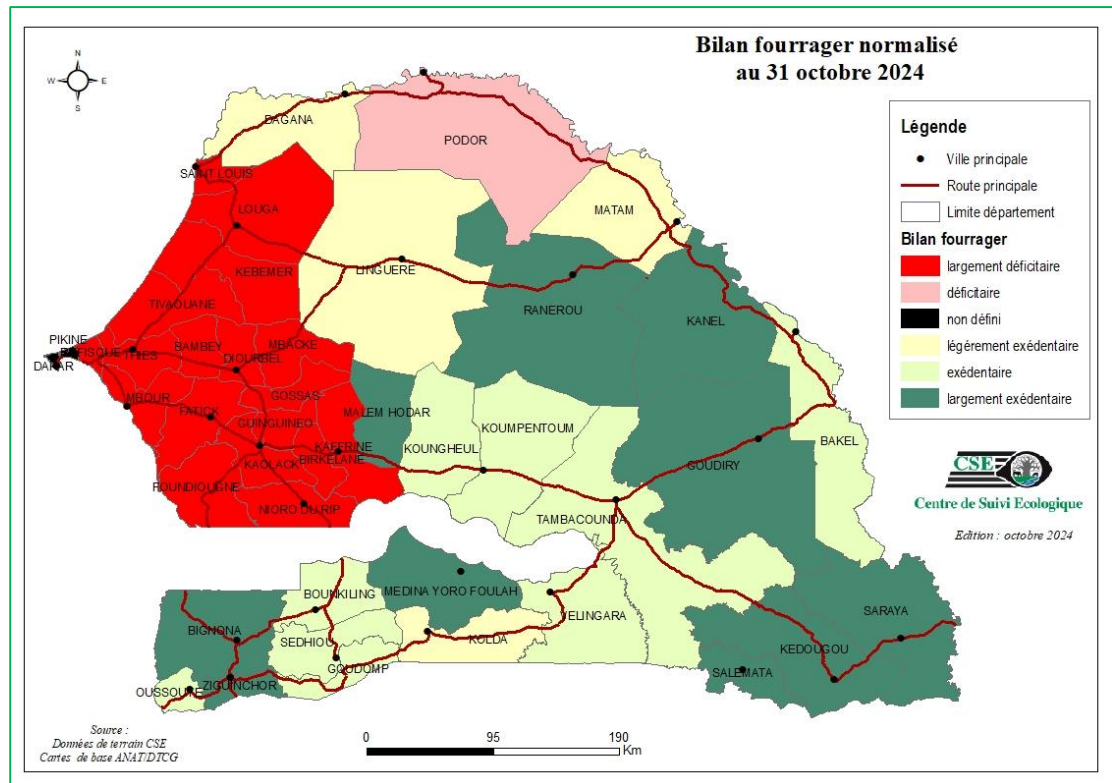 Bilan fourrager normalisé
au 31 octobre 2024
N
W
E
S
Légende
Ville principale
Route principale
Limite département
Bilan fourrager
largement déficitaire
déficitaire
non défini
légérement exédentaire
exédentaire
largement exédentaire
DAGANA
PODOR
SAINT LOUIS
LOUGA
MATAM
LINGUERE
KEBEMER
RANEROU
KANEL
TIVAOUANE
PIKINE
MBACKE
BAMBEY
THIES
DIOURBEL
DAKAR
GOSSAS
MBOUR
FATICK
MALEM HODAR
KOUMPENTOUM
GUINGUINEO
KOUNGHEUL
KAFFRINE
BIRKELANE
KAOLACK
GOUDIRY
BAKEL
FOUNDIOUGNE
NIORO DU RIP
TAMBACOUNDA
CSE
Centre de Suivi Ecologique
Edition : octobre 2024
MEDINA YORO FOULAH
BOUNKILING
VELINGARA
SARAYA
BIGNONA
SEDHIOU
KOLDA
KEDOUGOU
GOUDOMP
SALEMATA
OUSSOUYE
ZIGUINCHOR
Source :
Données de terrain CSE
Cartes de base ANAT/DTCG
0
95
190
Km